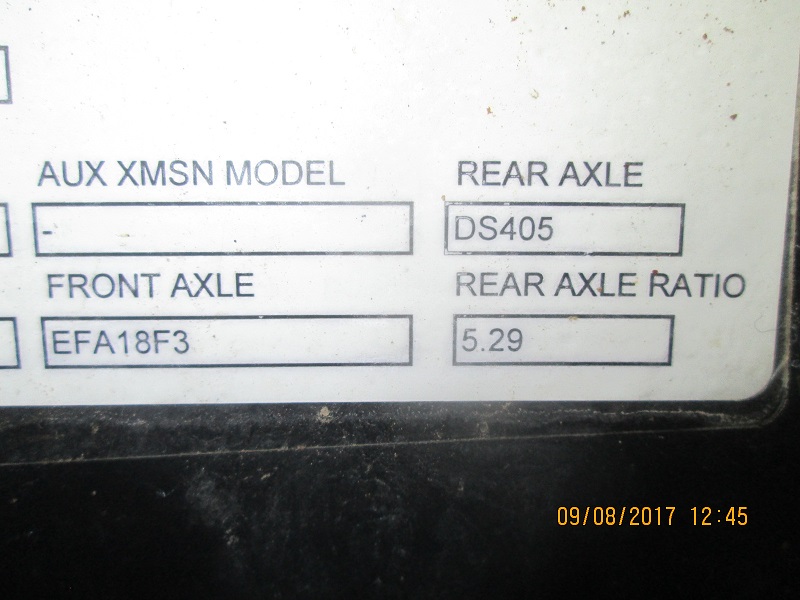 AUX XMSN MODEL REAR AXLE
- DS405
FRONT AXLE REAR AXLE RATIO
EFA18F3 5.29
09/08/2017 12:45